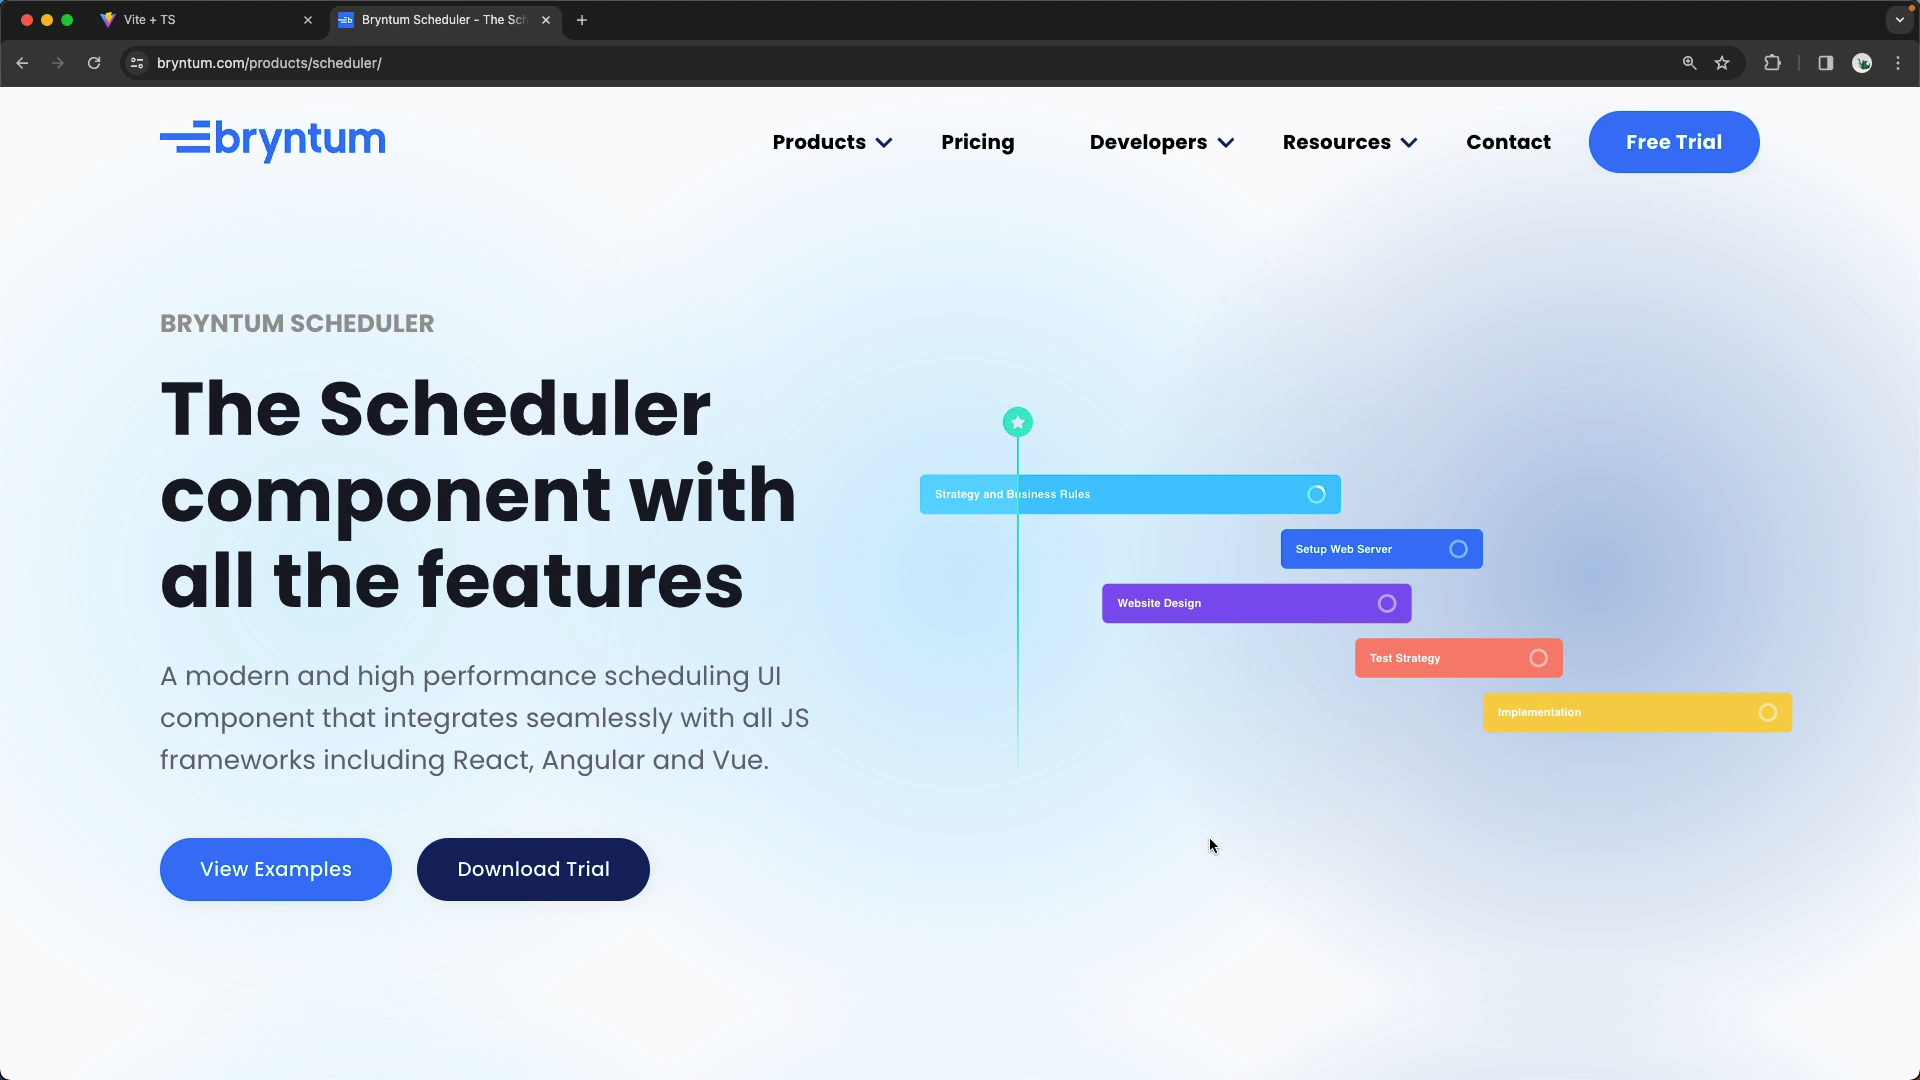 Vite + TS
Bryntum Scheduler - The Sch
bryntum.com/products/scheduler/
bryntum
Products
Pricing
Developers
Resources
Contact
Free Trial
BRYNTUM SCHEDULER
The Scheduler
component with
all the features
A modern and high performance scheduling UI
component that integrates seamlessly with all JS
frameworks including React, Angular and Vue.
View Examples
Download Trial
Strategy and Business Rules
Setup Web Server
Website Design
Test Strategy
Implementation